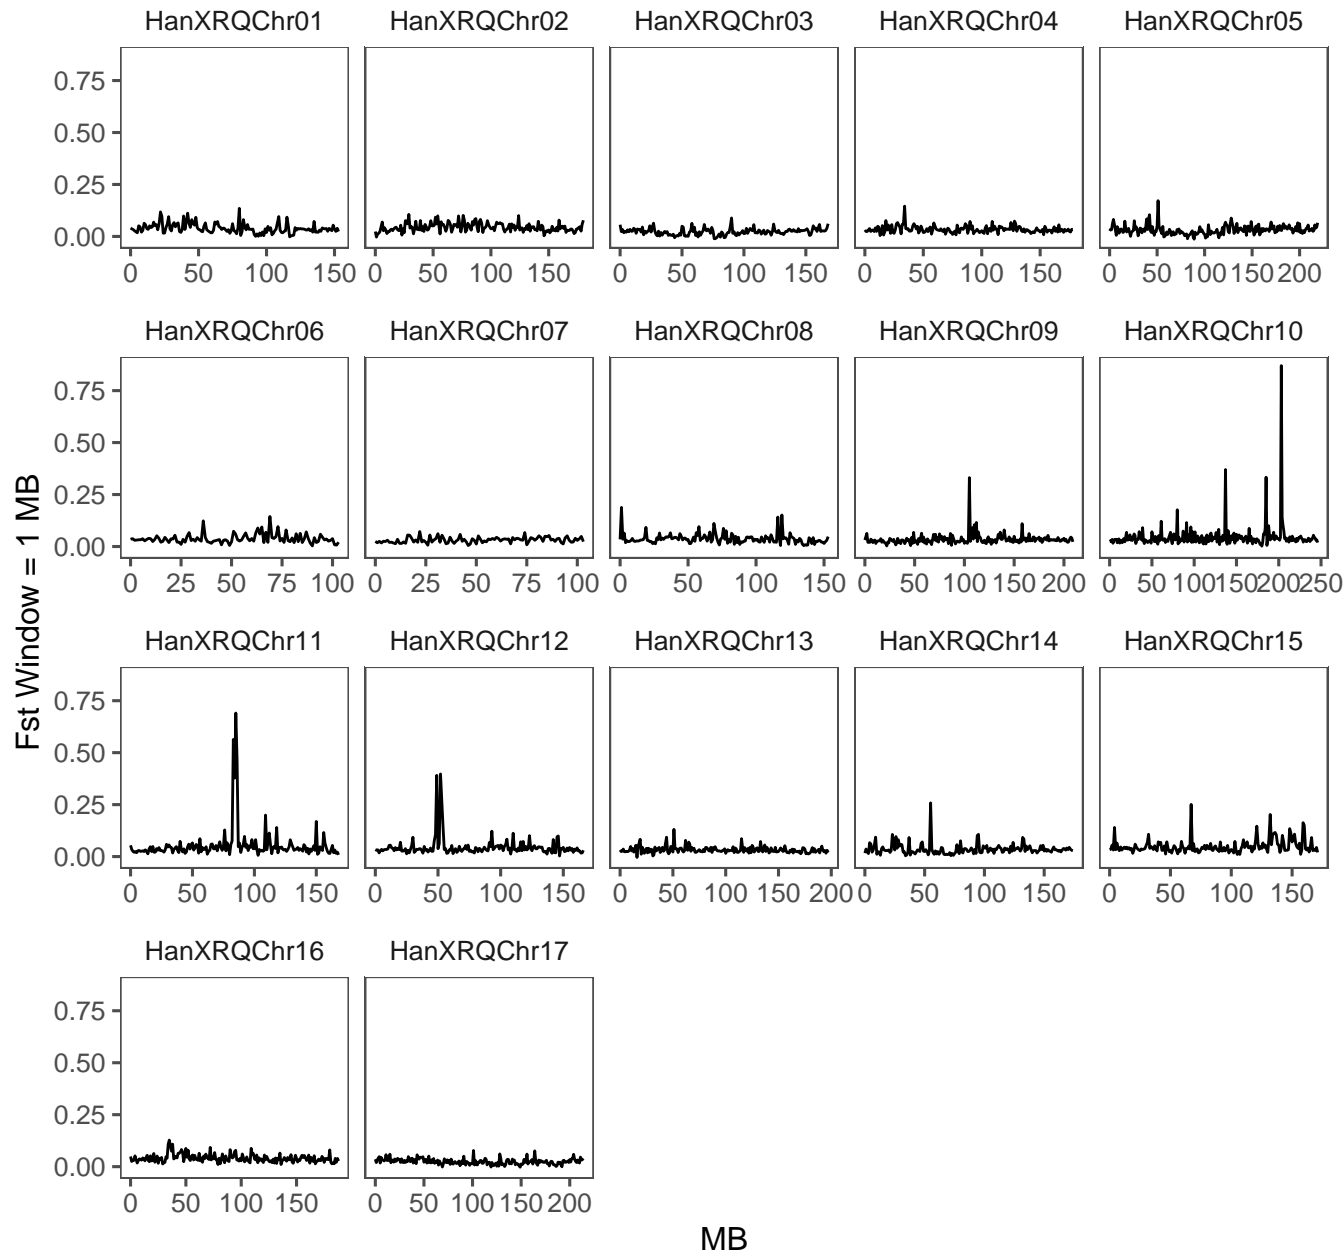 HanXRQChr01 HanXRQChr02 HanXRQChr03 HanXRQChr04 HanXRQChr05
0.75
0.50
0.25
0.00
0 50 100 150 0 50 100 150 0 50 100 150 0 50 100 150 0 50 100 150 200
HanXRQChr06 HanXRQChr07 HanXRQChr08 HanXRQChr09 HanXRQChr10
0.75
0.50
0.25
0.00
0 25 50 75 100 0 25 50 75 100 0 50 100 150 0 50 100 150 200 0 50 100 150 200 250
Fst Window = 1 MB
HanXRQChr11 HanXRQChr12 HanXRQChr13 HanXRQChr14 HanXRQChr15
0.75
0.50
0.25
0.00
0 50 100 150 0 50 100 150 0 50 100 150 200 0 50 100 150 0 50 100 150
HanXRQChr16 HanXRQChr17
0.75
0.50
0.25
0.00
0 50 100 150 0 50 100 150 200
MB